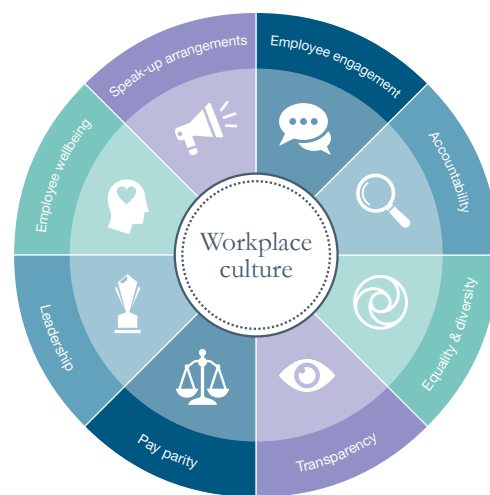 Speak-up arrangements
Employee engagement
Accountability
Equality & diversity
Transparency
Pay parity
Leadership
Employee wellbeing
Workplace
culture